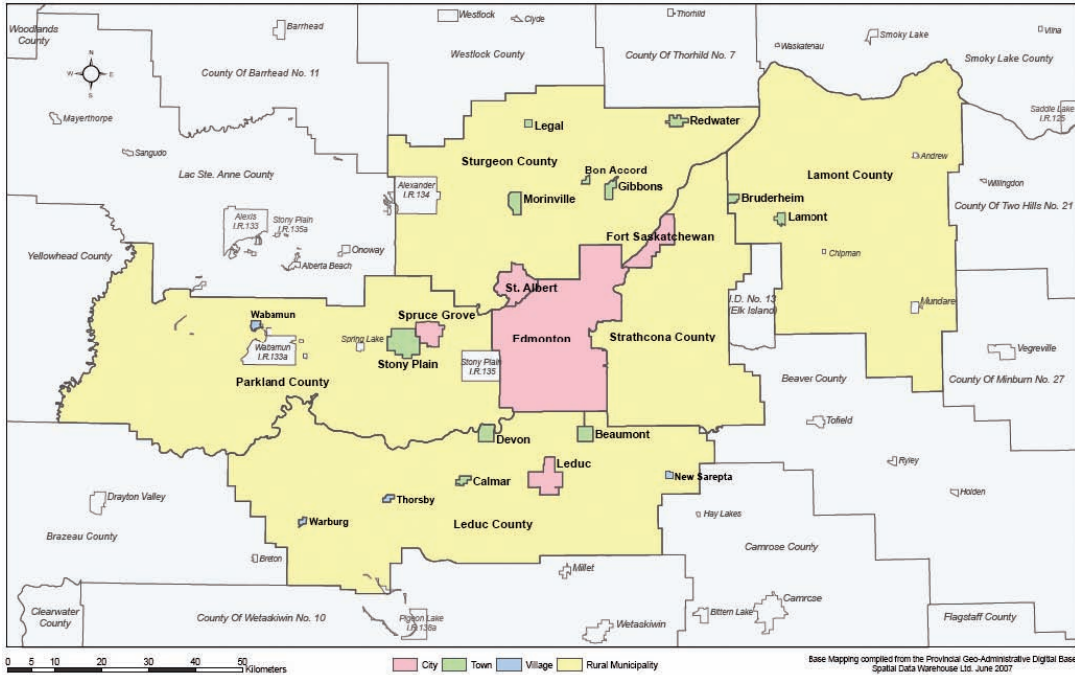 Woodlands
County
N
W
E
S
Barrhead
County Of Barrhead No. 11
Westlock
Clyde
Westlock County
Thorhild
County Of Thorhild No. 7
Waskatenau
Smoky Lake
Vilna
Smoky Lake County
Saddle Lake
I.R.125
Mayerthorpe
Sangudo
Lac Ste. Anne County
Alexander
I.R.134
Legal
Redwater
Sturgeon County
Bon Accord
Gibbons
Morinville
Andrew
Lamont County
Willingdon
County Of Two Hills No. 21
Bruderheim
Lamont
Chipman
Mundare
Alexis
I.R.133
Stony Plain
I.R.135a
Onoway
Alberta Beach
Yellowhead County
Fort Saskatchewan
St. Albert
Edmonton
Strathcona County
I.D. No. 13
(Elk Island)
Wabamun
Wabamun
I.R.133a
Spring Lake
Spruce Grove
Stony Plain
Stony Plain
I.R.135
Parkland County
Vegreville
County Of Minburn No. 27
Beaver County
Tofield
Ryley
Holden
Devon
Beaumont
Leduc
New Sarepta
Calmar
Thorsby
Warburg
Leduc County
Hay Lakes
Drayton Valley
Brazeau County
Breton
Camrose County
Millet
Bittern Lake
Camrose
Clearwater
County
County Of Wetaskiwin No. 10
Pigeon Lake
I.R.138a
Wetaskiwin
Flagstaff County
0 5 10 20 30 40 50
Kilometers
City Town Village Rural Municipality
Base Mapping compiled from the Provincial Geo-Administrative Digitial Base
Spatial Data Warehouse Ltd. June 2007